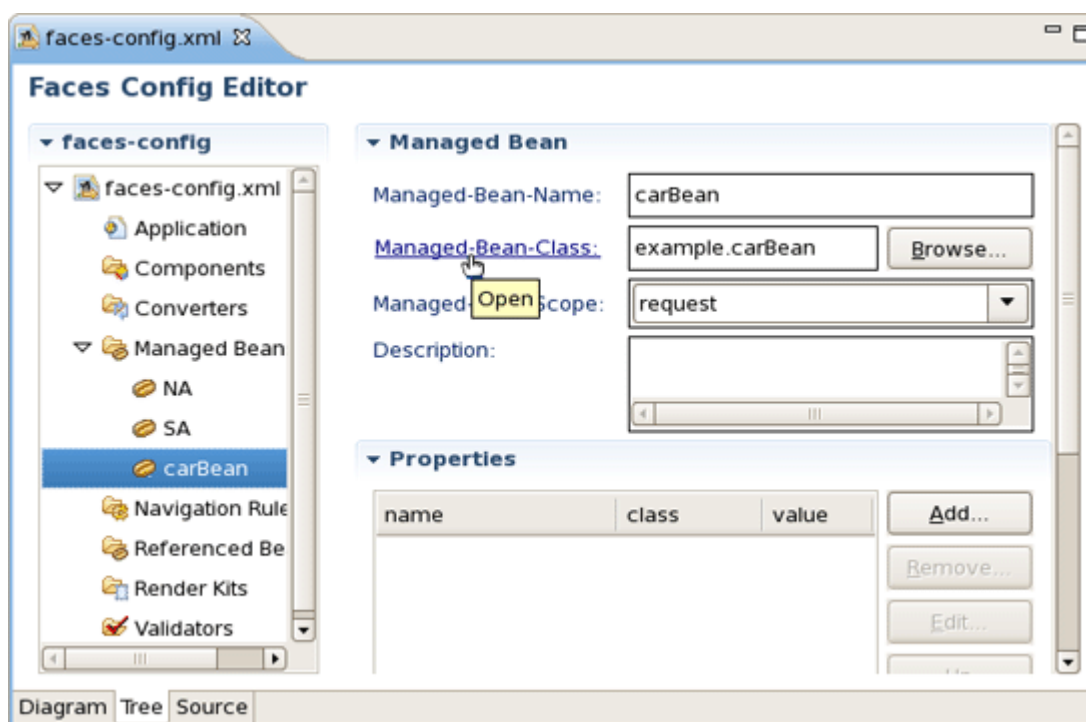 faces-config.xml
Faces Config Editor
faces-config
faces-config.xml
Application
Components
Converters
Managed Bean
NA
SA
carBean
Navigation Rule
Referenced Be
Render Kits
Validators
Managed Bean
Managed-Bean-Name: carBean
Managed-Bean-Class: example.carBean Browse...
Managed- Open Scope: request
Description:
Properties
name class value Add...
Remove...
Edit...
Diagram Tree Source